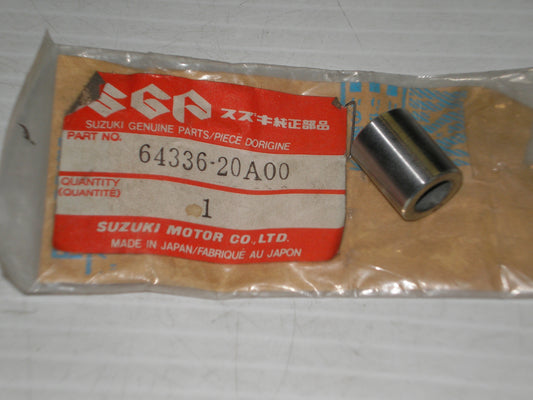 SGP スズキ純正部品
SUZUKI GENUINE PARTS/PIECE DORIGINE
PART NO.
64336-20A00
QUANTITY
(QUANTITE)
1
SUZUKI MOTOR CO., LTD.
MADE IN JAPAN/FABRIQUÉ AU JAPON